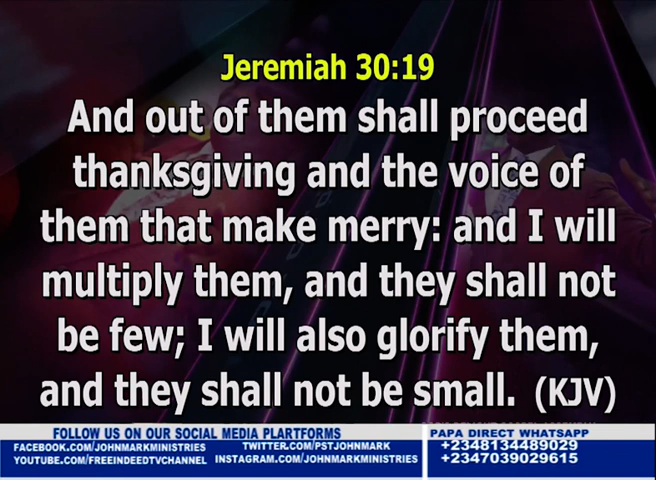 Jeremiah 30:19
And out of them shall proceed
thanksgiving and the voice of
them that make merry: and I will
multiply them, and they shall not
be few; I will also glorify them,
and they shall not be small. (KJV)
FOLLOW US ON OUR SOCIAL MEDIA PLARTFORMS
FACEBOOK.COM/JOHNMARKMINISTRIES TWITTER.COM/PSTJOHNMARK
YOUTUBE.COM/FREEINDEEDTVCHANNEL INSTAGRAM.COM/JOHNMARKMINISTRIES
PAPA DIRECT WHATSAPP
+2348134489029
+2347039029615